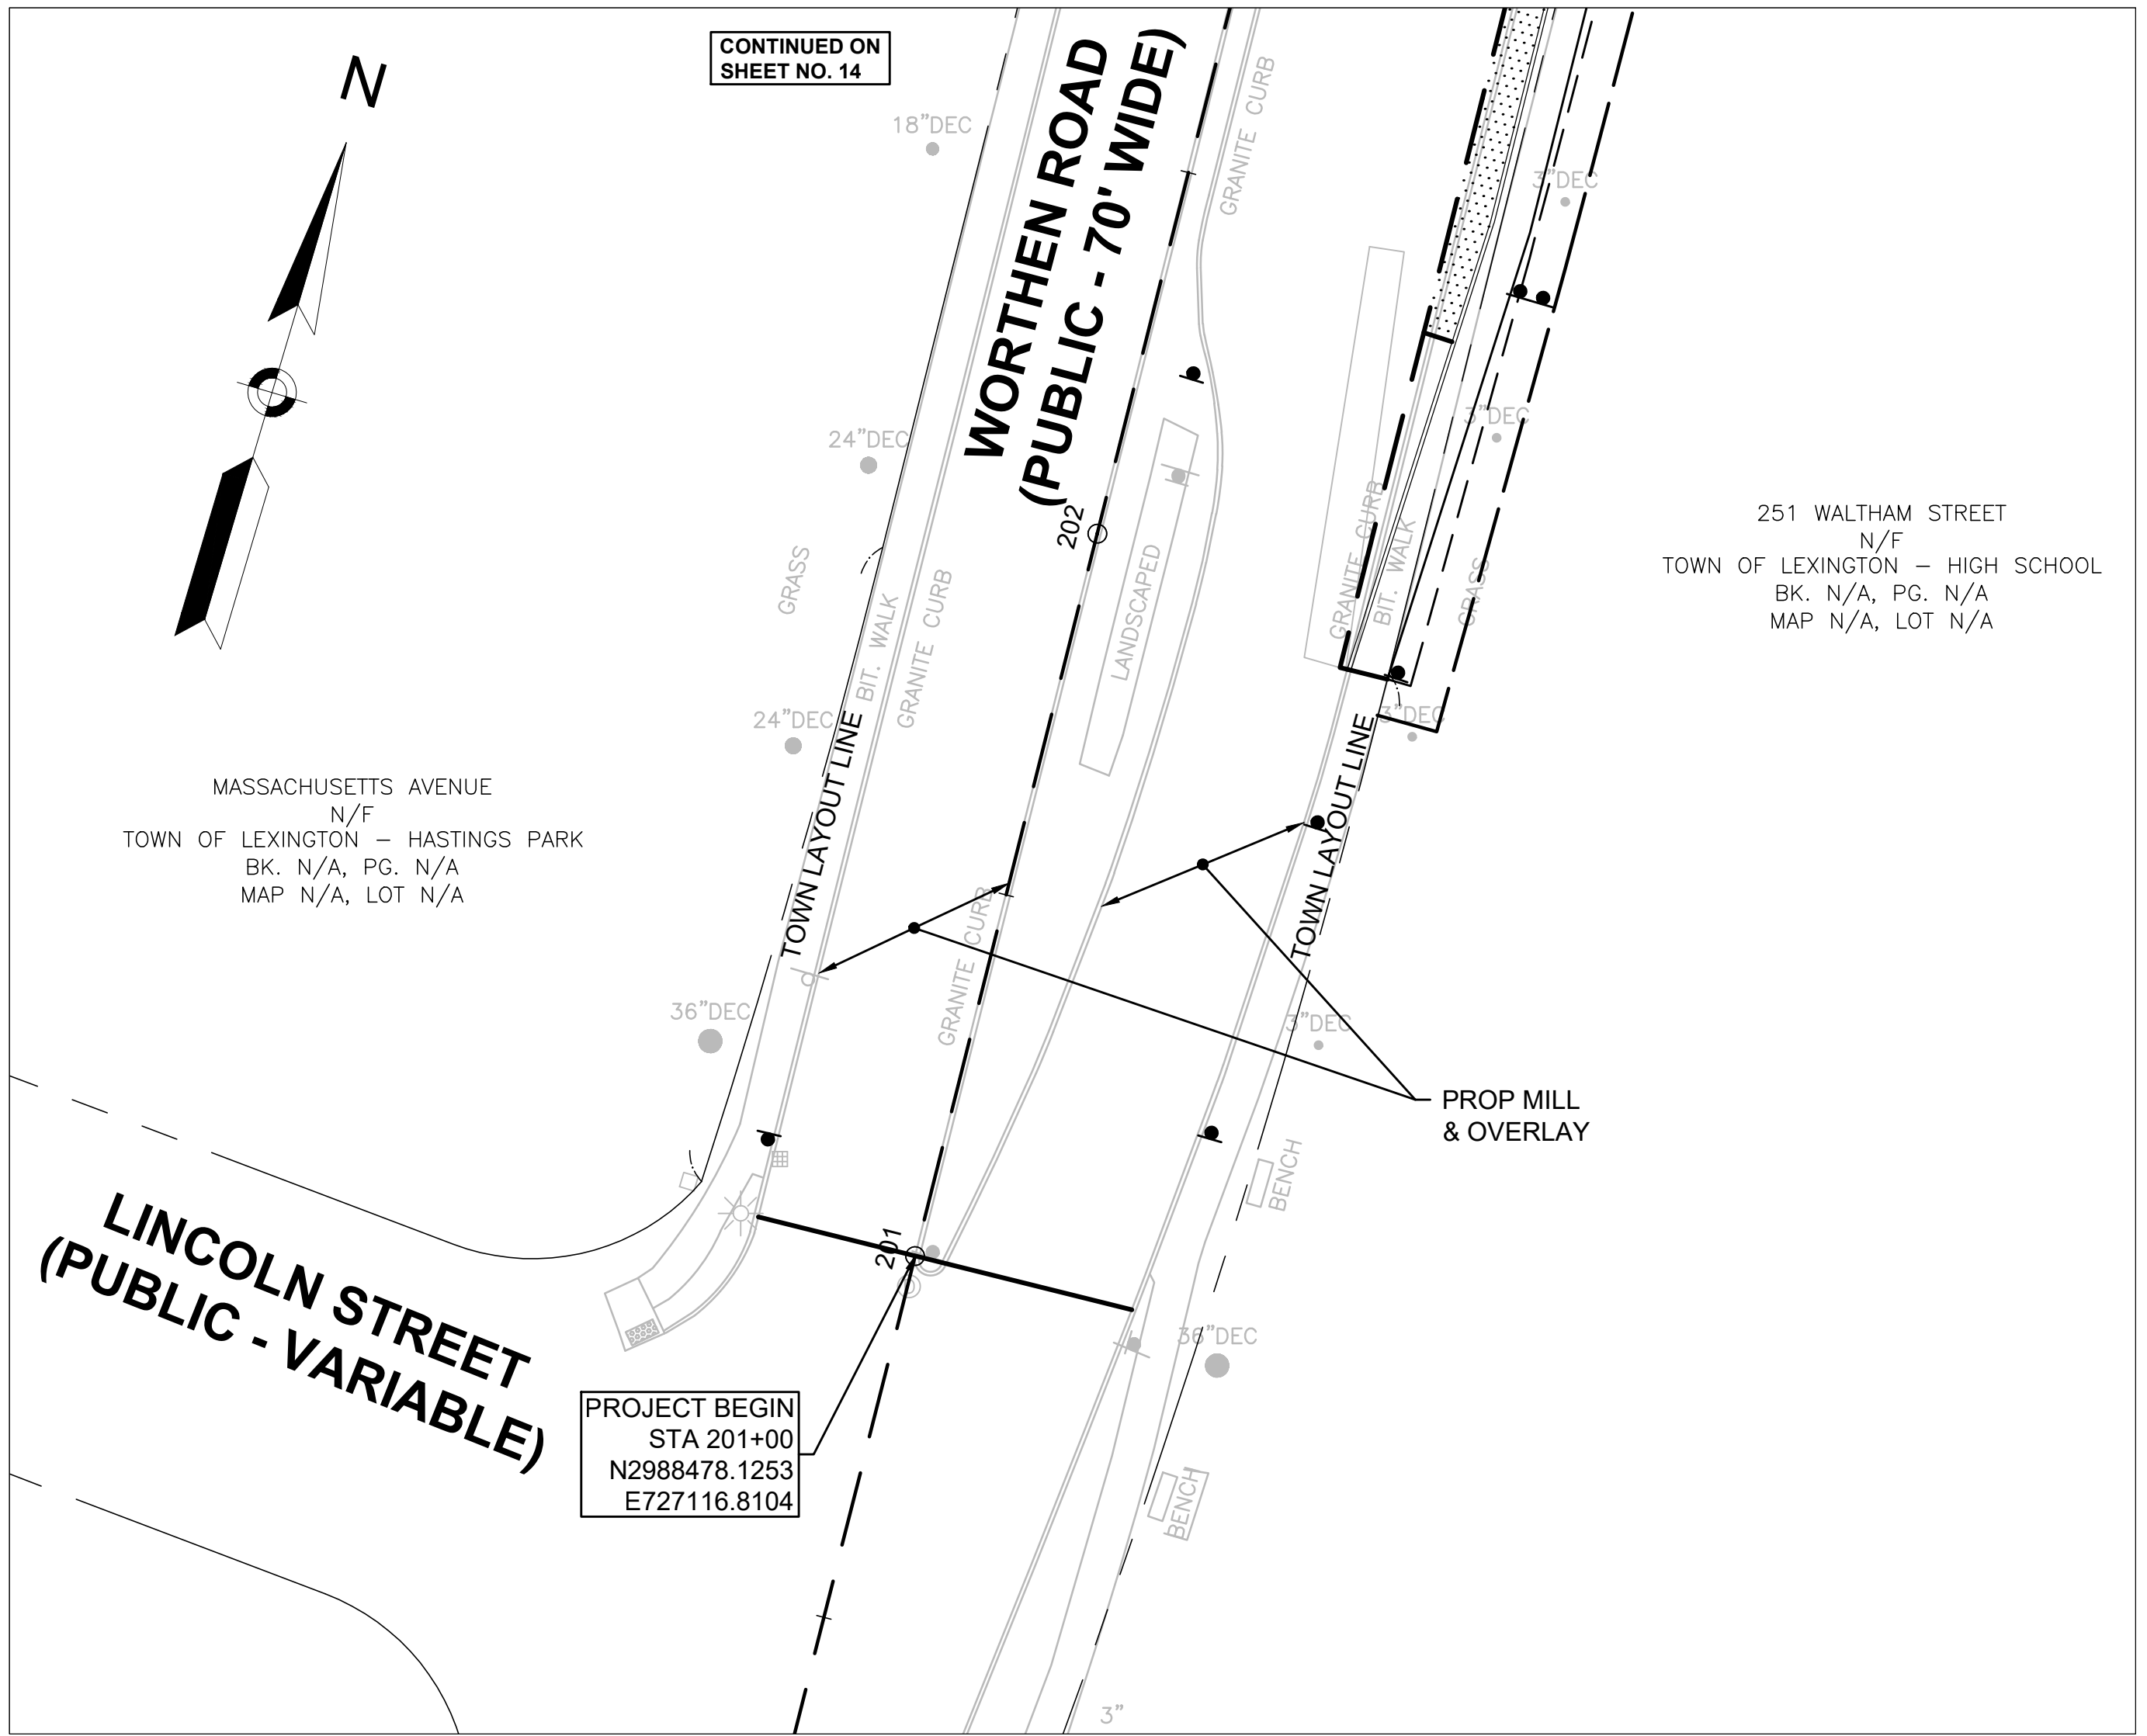 CONTINUED ON
SHEET NO. 14
N
WORTHEN ROAD
(PUBLIC - 70' WIDE)
18"DEC
GRANITE CURB
3"DEC
24"DEC
3"DEC
202
GRASS
BIT. WALK
GRANITE CURB
LANDSCAPED
GRANITE CURB
BIT. WALK
GRASS
251 WALTHAM STREET
N/F
TOWN OF LEXINGTON – HIGH SCHOOL
BK. N/A, PG. N/A
MAP N/A, LOT N/A
24"DEC
3"DEC
TOWN LAYOUT LINE
TOWN LAYOUT LINE
MASSACHUSETTS AVENUE
N/F
TOWN OF LEXINGTON – HASTINGS PARK
BK. N/A, PG. N/A
MAP N/A, LOT N/A
GRANITE CURB
36"DEC
3"DEC
PROP MILL
& OVERLAY
BENCH
201
LINCOLN STREET
(PUBLIC - VARIABLE)
36"DEC
PROJECT BEGIN
STA 201+00
N2988478.1253
E727116.8104
BENCH
3"